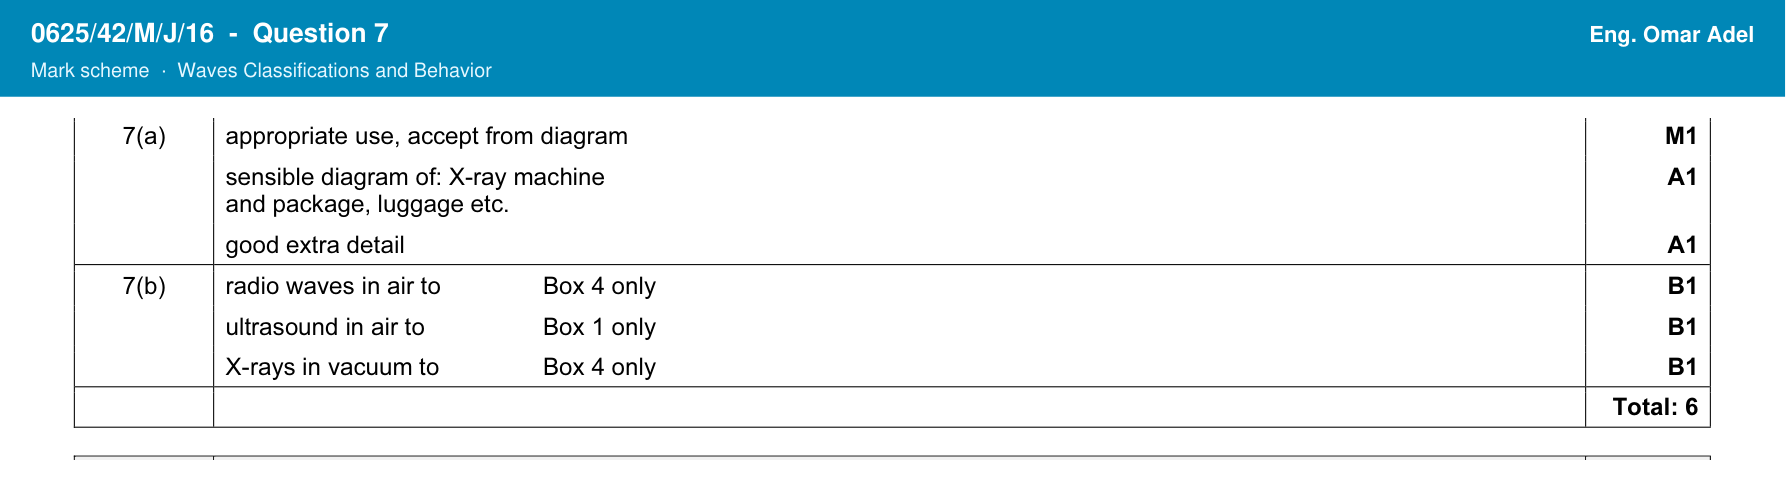 0625/42/M/J/16 - Question 7
Eng. Omar Adel
Mark scheme · Waves Classifications and Behavior
7(a) appropriate use, accept from diagram M1
sensible diagram of: X-ray machine A1
and package, luggage etc.
good extra detail A1
7(b) radio waves in air to Box 4 only B1
ultrasound in air to Box 1 only B1
X-rays in vacuum to Box 4 only B1
Total: 6